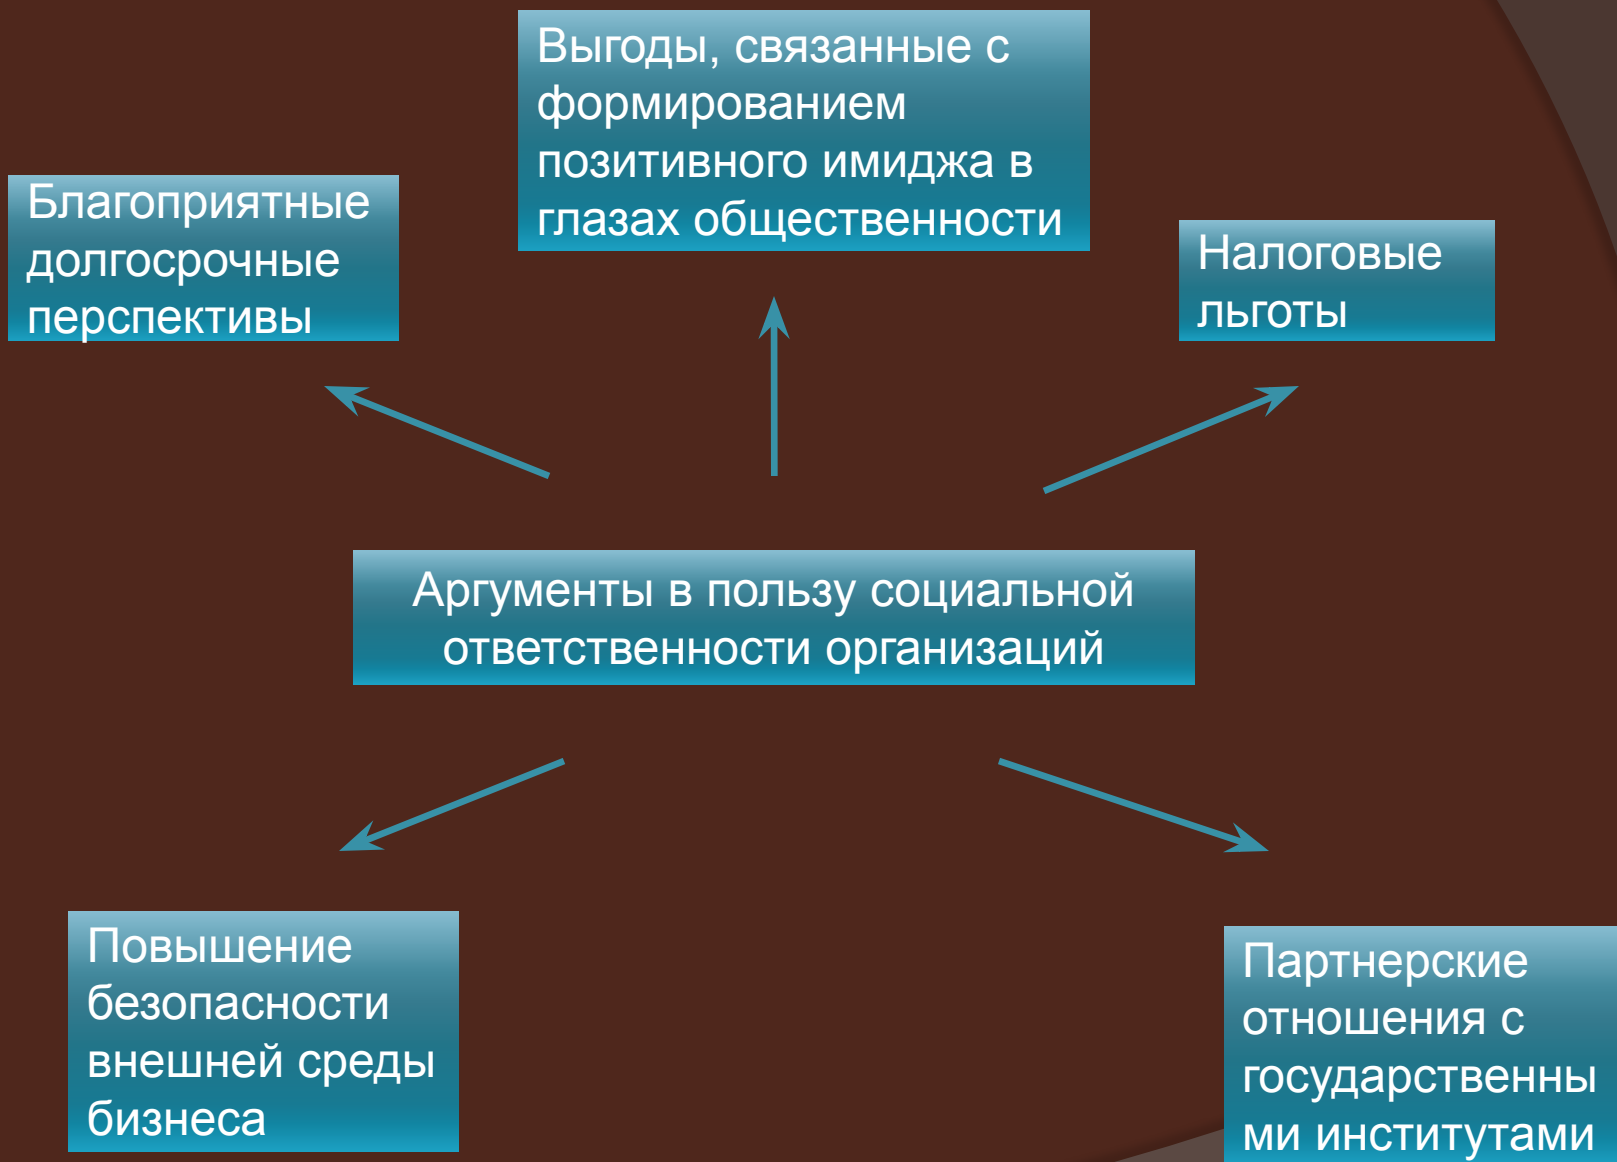 Выгоды, связанные с
формированием
позитивного имиджа в
глазах общественности
Благоприятные
долгосрочные
перспективы
Налоговые
льготы
Аргументы в пользу социальной
ответственности организаций
Повышение
безопасности
внешней среды
бизнеса
Партнерские
отношения с
государственны
ми институтами